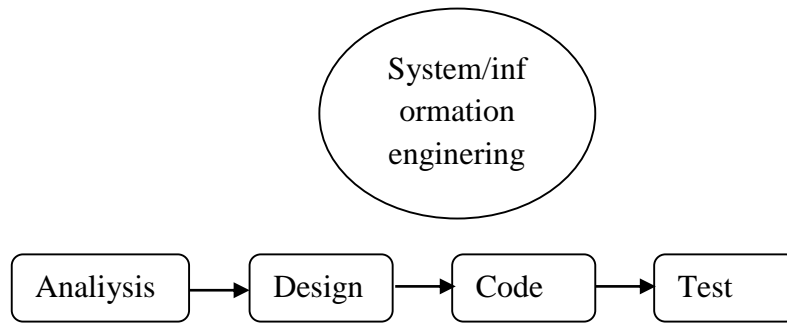 System/inf
ormation
enginering
Analiysis
Design
Code
Test